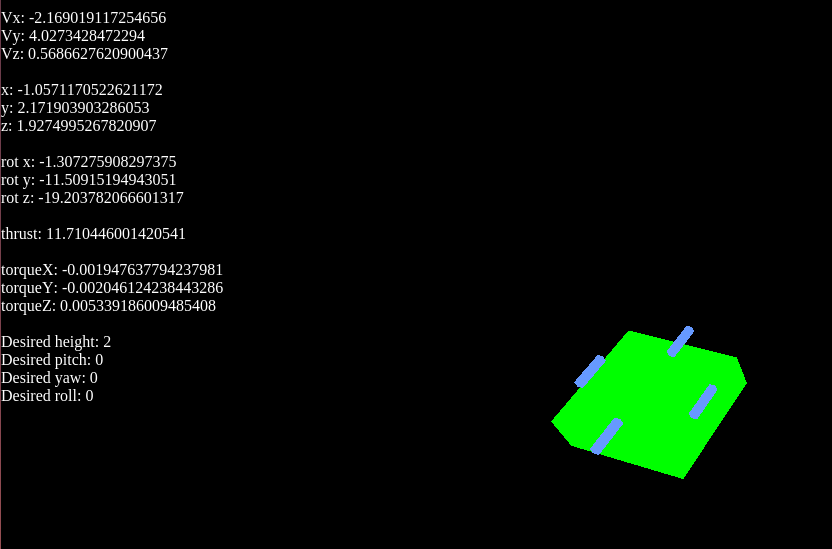 Vx: -2.169019117254656
Vy: 4.0273428472294
Vz: 0.5686627620900437
x: -1.0571170522621172
y: 2.171903903286053
z: 1.9274995267820907
rot x: -1.307275908297375
rot y: -11.50915194943051
rot z: -19.203782066601317
thrust: 11.710446001420541
torqueX: -0.001947637794237981
torqueY: -0.002046124238443286
torqueZ: 0.005339186009485408
Desired height: 2
Desired pitch: 0
Desired yaw: 0
Desired roll: 0